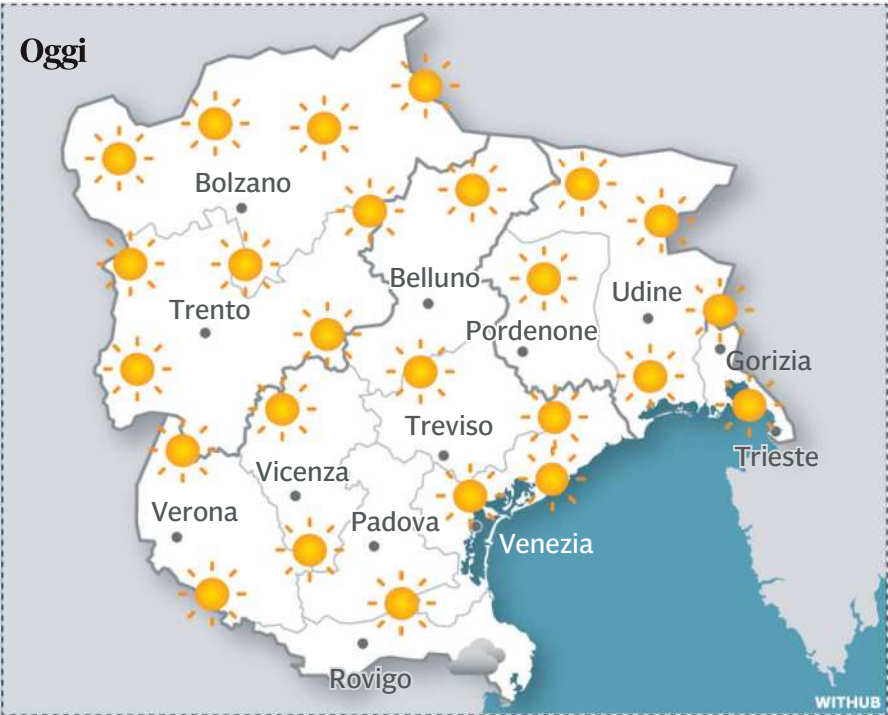 Oggi
Bolzano
Trento
Belluno
Udine
Pordenone
Gorizia
Treviso
Trieste
Vicenza
Verona
Padova
Venezia
Rovigo
WITHUB